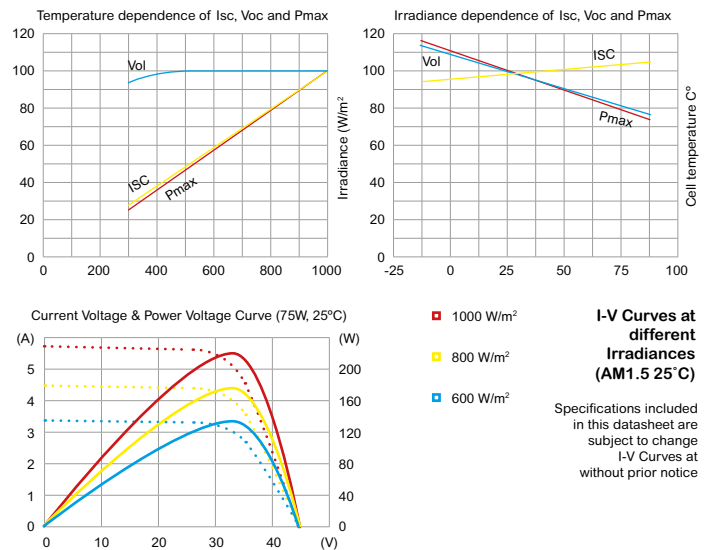 Temperature dependence of Isc, Voc and Pmax
120
100
80
60
40
20
0
Vol
ISC
Pmax
0 200 400 600 800 1000
Irradiance (W/m²
Irradiance dependence of Isc, Voc and Pmax
120
100
80
60
40
20
0
Vol
ISC
Pmax
-25 0 25 50 75 100
Cell temperature C°
Current Voltage & Power Voltage Curve (75W, 25ºC)
(A)
5
4
3
2
1
0
(W)
200
160
120
80
40
0
0 10 20 30 40 (V)
1000 W/m²
800 W/m²
600 W/m²
I-V Curves at
different
Irradiances
(AM1.5 25˚C)
Specifications included
in this datasheet are
subject to change
I-V Curves at
without prior notice